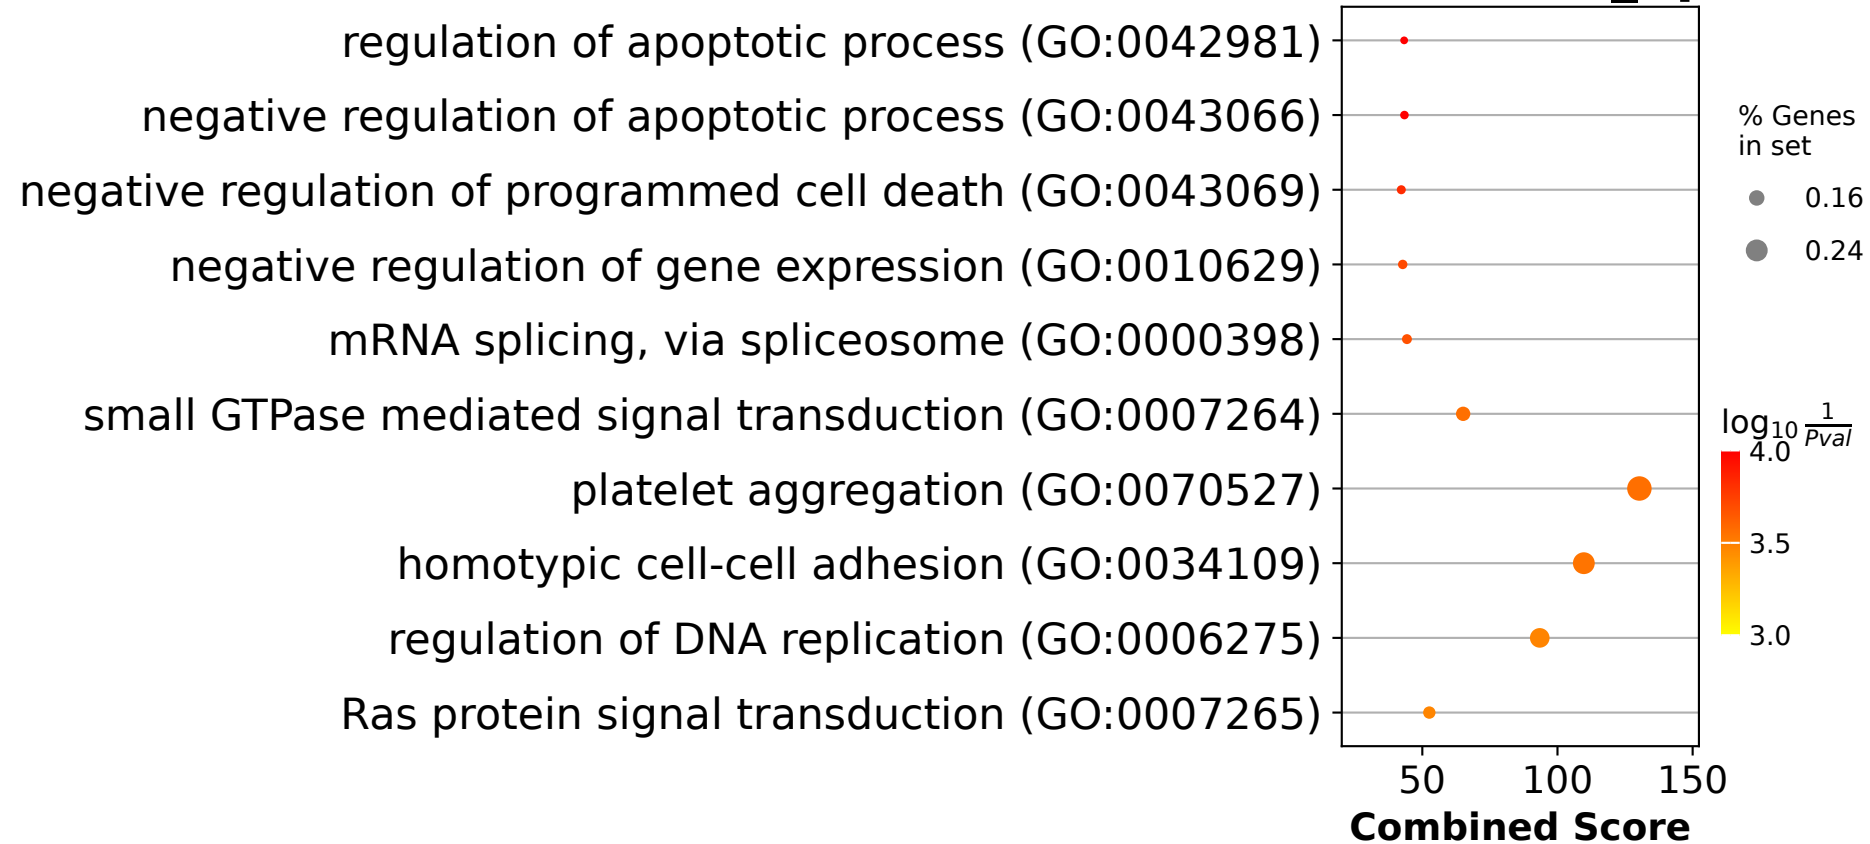 regulation of apoptotic process (GO:0042981)
negative regulation of apoptotic process (GO:0043066)
negative regulation of programmed cell death (GO:0043069)
negative regulation of gene expression (GO:0010629)
mRNA splicing, via spliceosome (GO:0000398)
small GTPase mediated signal transduction (GO:0007264)
platelet aggregation (GO:0070527)
homotypic cell-cell adhesion (GO:0034109)
regulation of DNA replication (GO:0006275)
Ras protein signal transduction (GO:0007265)
50 100 150
Combined Score
% Genes
in set
0.16
0.24
log₁₀ 1/Pval
4.0
3.5
3.0